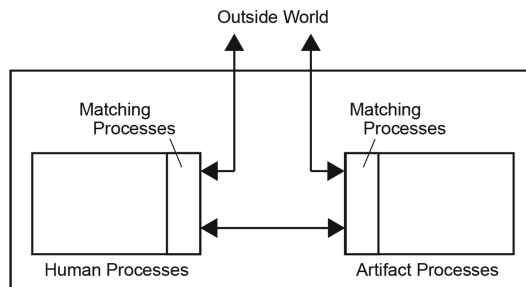 Outside World
Matching
Processes
Matching
Processes
Human Processes
Artifact Processes